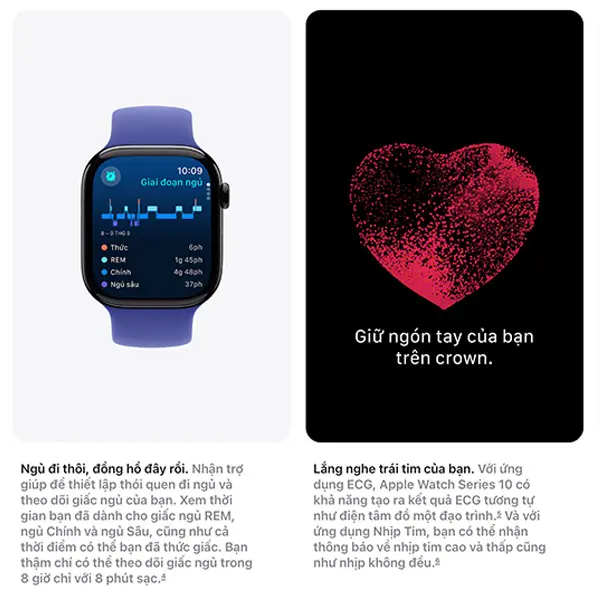 10:09
Giai đoạn ngủ
8 – 9 THG 9
Thức 6ph
REM 1g 45ph
Chính 4g 48ph
Ngủ sâu 37ph
Giữ ngón tay của bạn
trên crown.
Ngủ đi thôi, đồng hồ đây rồi. Nhận trợ
giúp để thiết lập thói quen đi ngủ và
theo dõi giấc ngủ của bạn. Xem thời
gian bạn đã dành cho giấc ngủ REM,
ngủ Chính và ngủ Sâu, cũng như cả
thời điểm có thể bạn đã thức giấc. Bạn
thậm chí có thể theo dõi giấc ngủ trong
8 giờ chỉ với 8 phút sạc.4
Lắng nghe trái tim của bạn. Với ứng
dụng ECG, Apple Watch Series 10 có
khả năng tạo ra kết quả ECG tương tự
như điện tâm đồ một đạo trình.5 Và với
ứng dụng Nhịp Tim, bạn có thể nhận
thông báo về nhịp tim cao và thấp cũng
như nhịp không đều.6